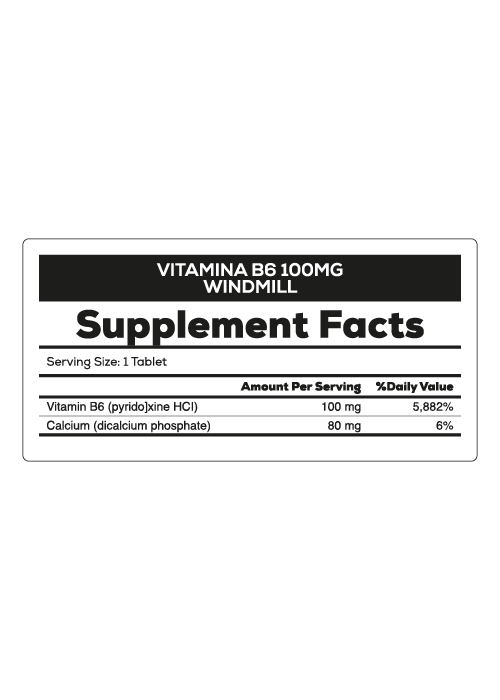 VITAMINA B6 100MG
WINDMILL
Supplement Facts
Serving Size: 1 Tablet
Amount Per Serving %Daily Value
Vitamin B6 (pyrido]xine HCl) 100 mg 5,882%
Calcium (dicalcium phosphate) 80 mg 6%